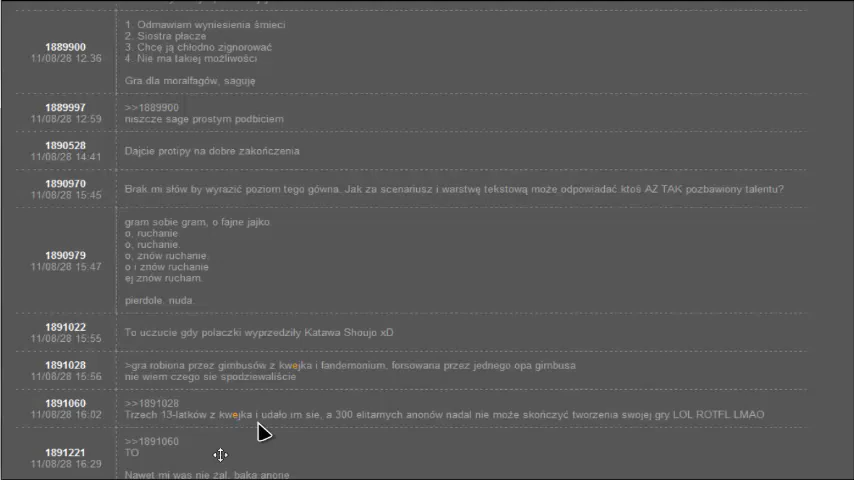 1889900
11/08/28 12:36
1. Odmawiam wyniesienia śmieci
2. Siostra płacze
3. Chcę ją chłodno zignorować
4. Nie ma takiej możliwości
Gra dla moralfagów, saguję
1889997
11/08/28 12:59
>>1889900
niszcze sage prostym podbiciem
1890528
11/08/28 14:41
Dajcie protipy na dobre zakończenia
1890970
11/08/28 15:45
Brak mi słów by wyrazić poziom tego gówna. Jak za scenariusz i warstwę tekstową może odpowiadać ktoś AŻ TAK pozbawiony talentu?
1890979
11/08/28 15:47
gram sobie gram, o fajne jajko
o, ruchanie
o, ruchanie.
o, znów ruchanie
o i znów ruchanie
ej znów rucham.
pierdole. nuda.
1891022
11/08/28 15:55
To uczucie gdy polaczki wyprzedziły Katawa Shoujo xD
1891028
11/08/28 15:56
>gra robiona przez gimbusów z kwejka i fandemonium, forsowana przez jednego opa gimbusa
nie wiem czego sie spodziewaliście
1891060
11/08/28 16:02
>>1891028
Trzech 13-latków z kwejka i udało im sie, a 300 elitarnych anonów nadal nie może skończyć tworzenia swojej gry LOL ROTFL LMAO
1891221
11/08/28 16:29
>>1891060
TO
Nawet mi was nie żal, baka anone